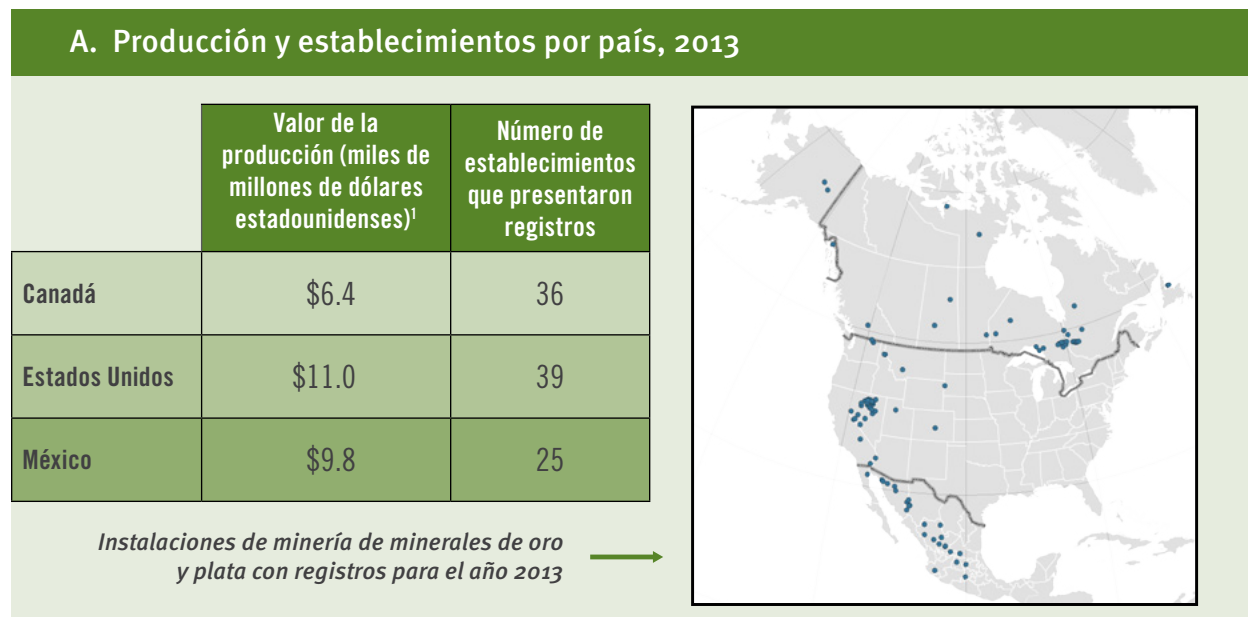 A. Producción y establecimientos por país, 2013
Valor de la
producción (miles de
millones de dólares
estadounidenses)¹
Número de
establecimientos
que presentaron
registros
Canadá
$6.4
36
Estados Unidos
$11.0
39
México
$9.8
25
Instalaciones de minería de minerales de oro
y plata con registros para el año 2013